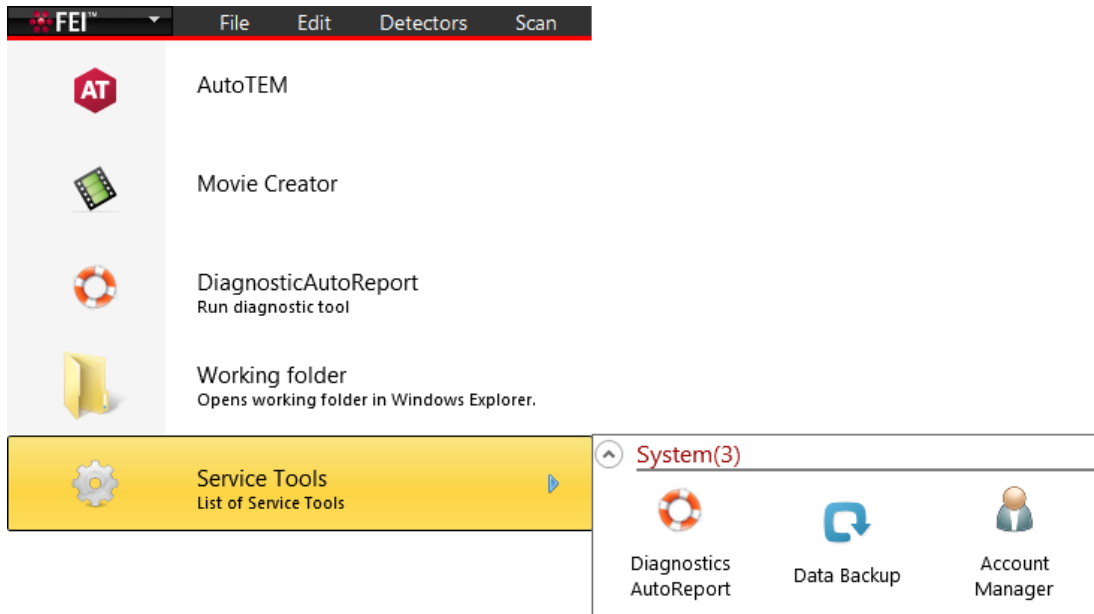 FEI™ File Edit Detectors Scan
AT
AutoTEM
Movie Creator
DiagnosticAutoReport
Run diagnostic tool
Working folder
Opens working folder in Windows Explorer.
Service Tools
List of Service Tools
System(3)
Diagnostics
AutoReport
Data Backup
Account
Manager